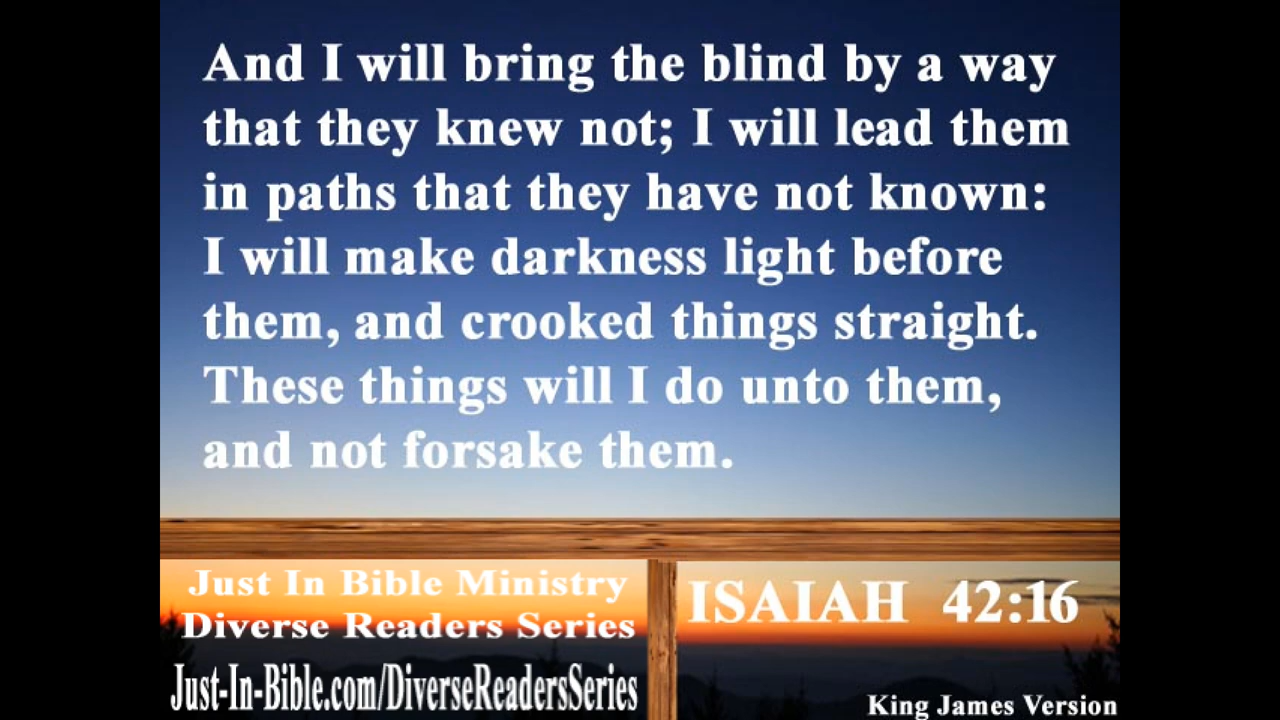 And I will bring the blind by a way
that they knew not; I will lead them
in paths that they have not known:
I will make darkness light before
them, and crooked things straight.
These things will I do unto them,
and not forsake them.
Just In Bible Ministry
Diverse Readers Series
Just-In-Bible.com/DiverseReadersSeries
ISAIAH 42:16
King James Version